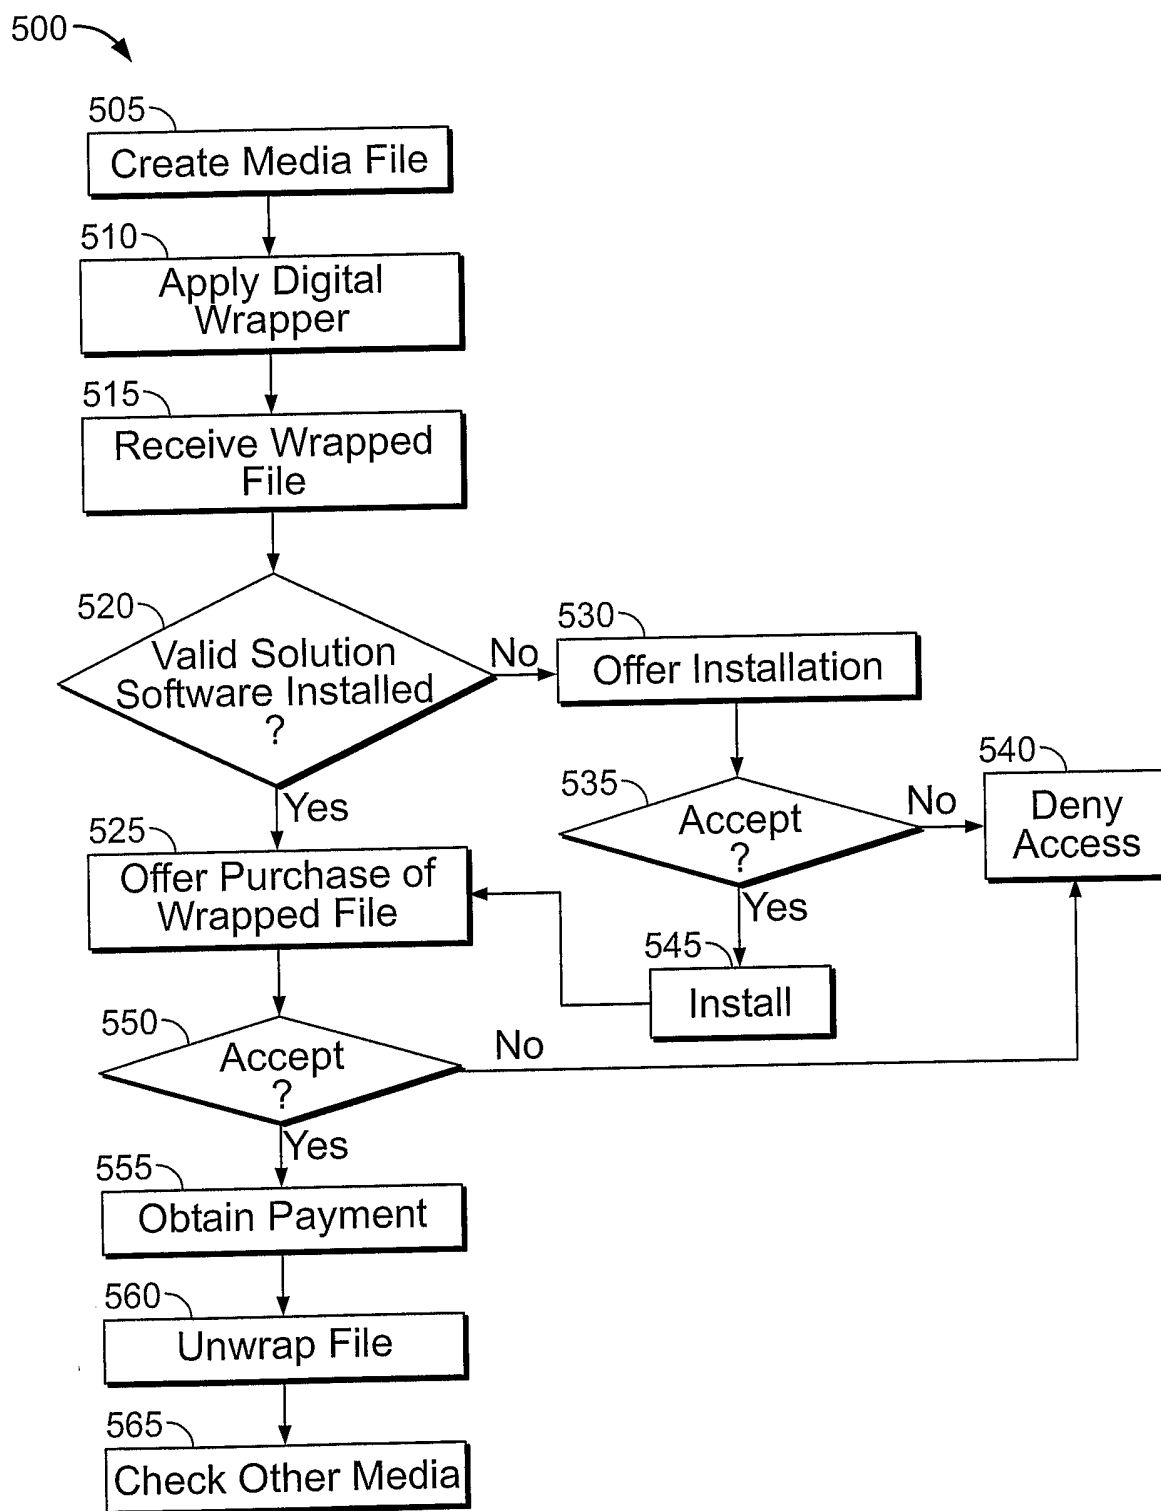 500
505
Create Media File
510
Apply Digital
Wrapper
515
Receive Wrapped
File
520
Valid Solution
Software Installed
?
No
530
Offer Installation
Yes
535
Accept
?
No
540
Deny
Access
525
Offer Purchase of
Wrapped File
Yes
545
Install
550
Accept
?
No
Yes
555
Obtain Payment
560
Unwrap File
565
Check Other Media